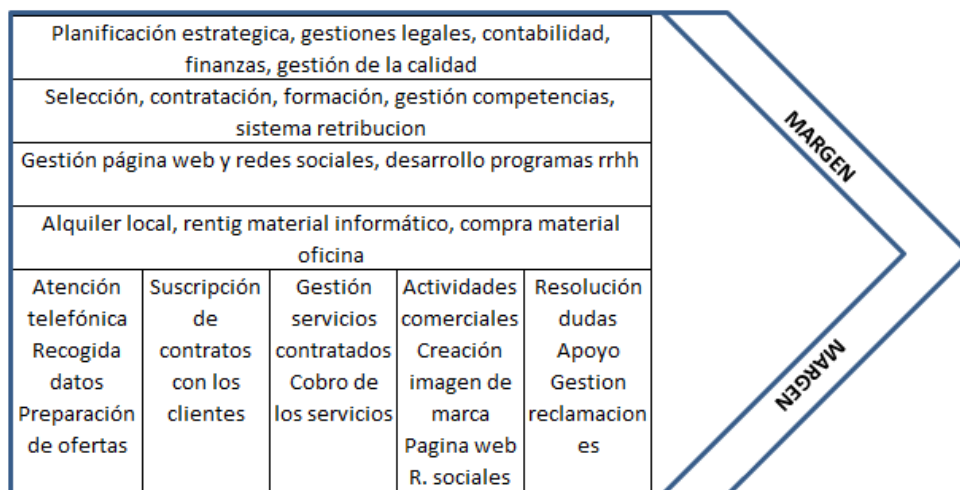 Planificación estrategica, gestiones legales, contabilidad,
finanzas, gestión de la calidad
Selección, contratación, formación, gestión competencias,
sistema retribucion
Gestión página web y redes sociales, desarrollo programas rrhh
Alquiler local, rentig material informático, compra material
oficina
Atención
telefónica
Recogida
datos
Preparación
de ofertas
Suscripción
de
contratos
con los
clientes
Gestión
servicios
contratados
Cobro de
los servicios
Actividades
comerciales
Creación
imagen de
marca
Pagina web
R. sociales
Resolución
dudas
Apoyo
Gestion
reclamacion
es
MARGEN
MARGEN